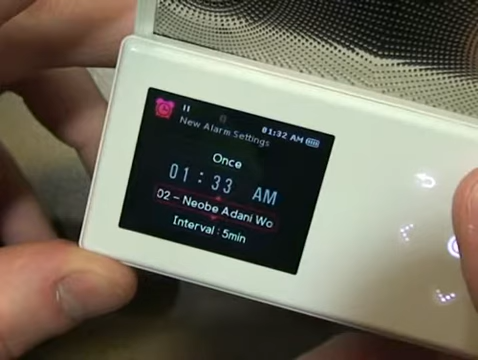 01:32 AM
New Alarm Settings
Once
01:33 AM
02 - Neobe Adani Wo
Interval : 5min